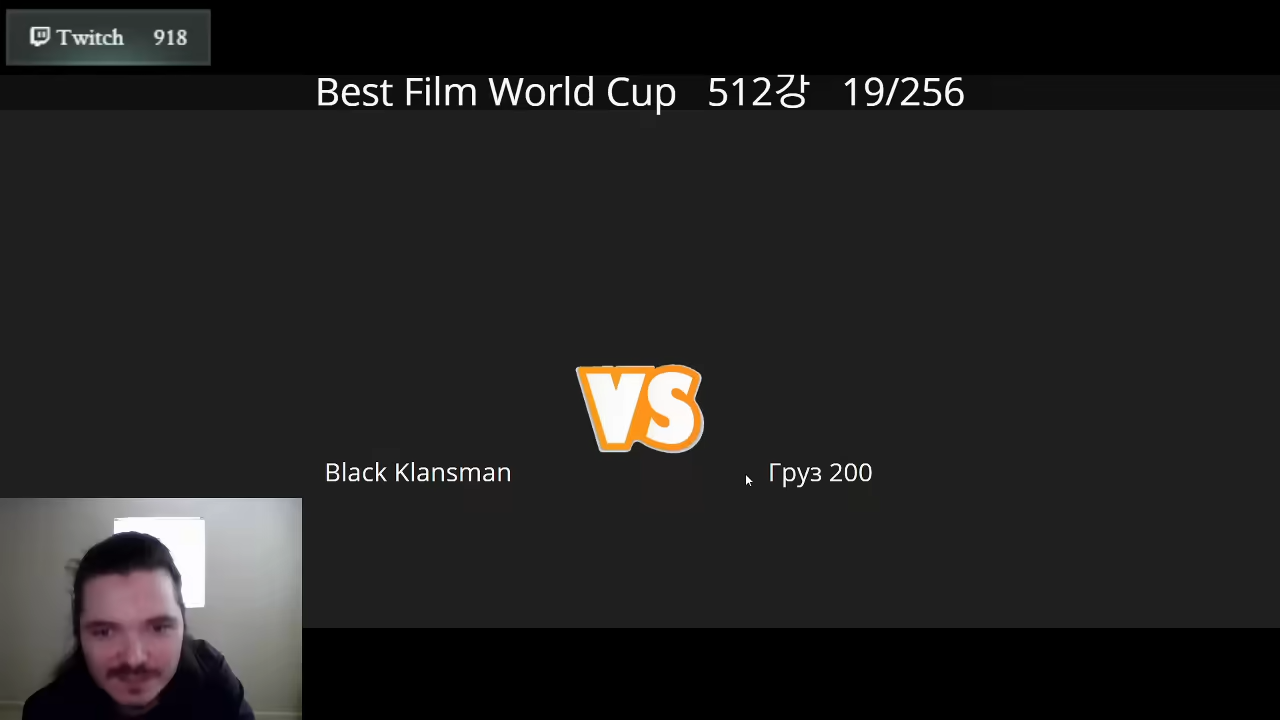 Twitch 918
Best Film World Cup 512강 19/256
VS
Black Klansman
Груз 200